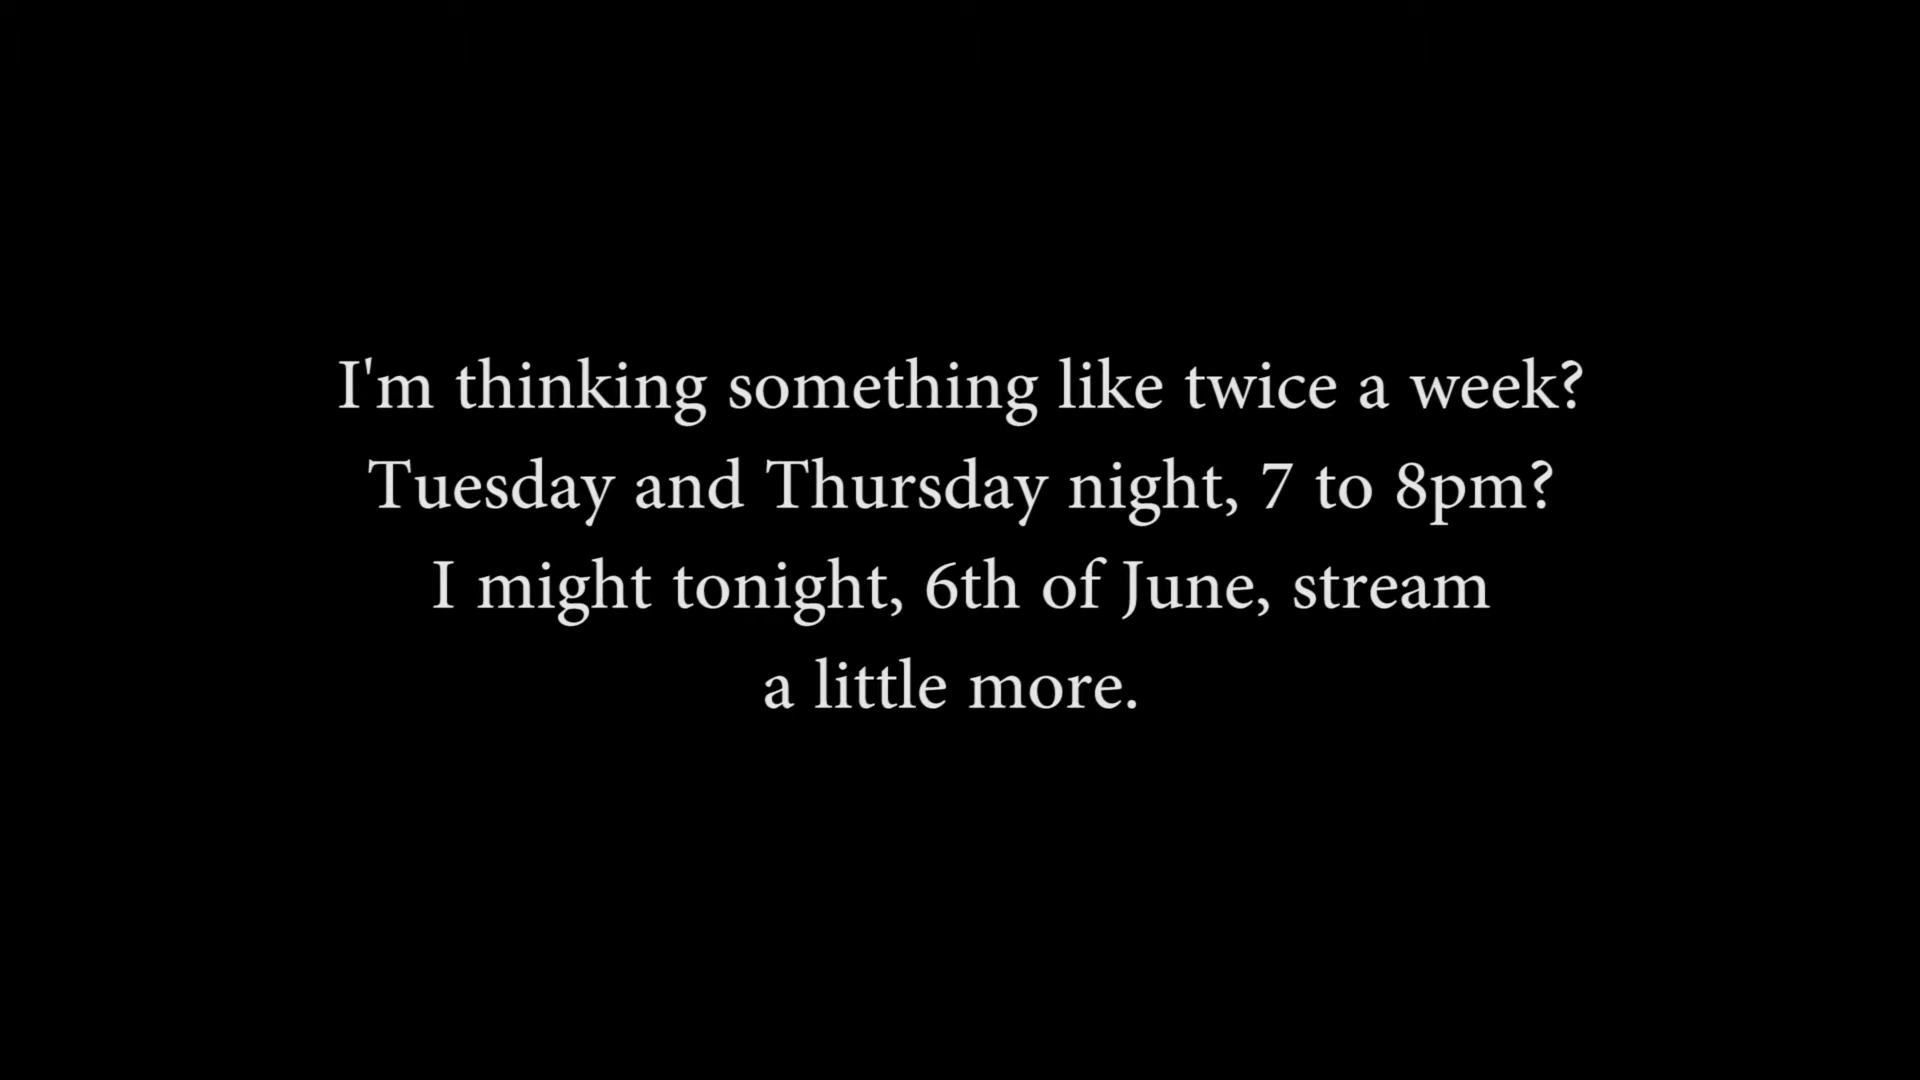 I'm thinking something like twice a week?
Tuesday and Thursday night, 7 to 8pm?
I might tonight, 6th of June, stream
a little more.